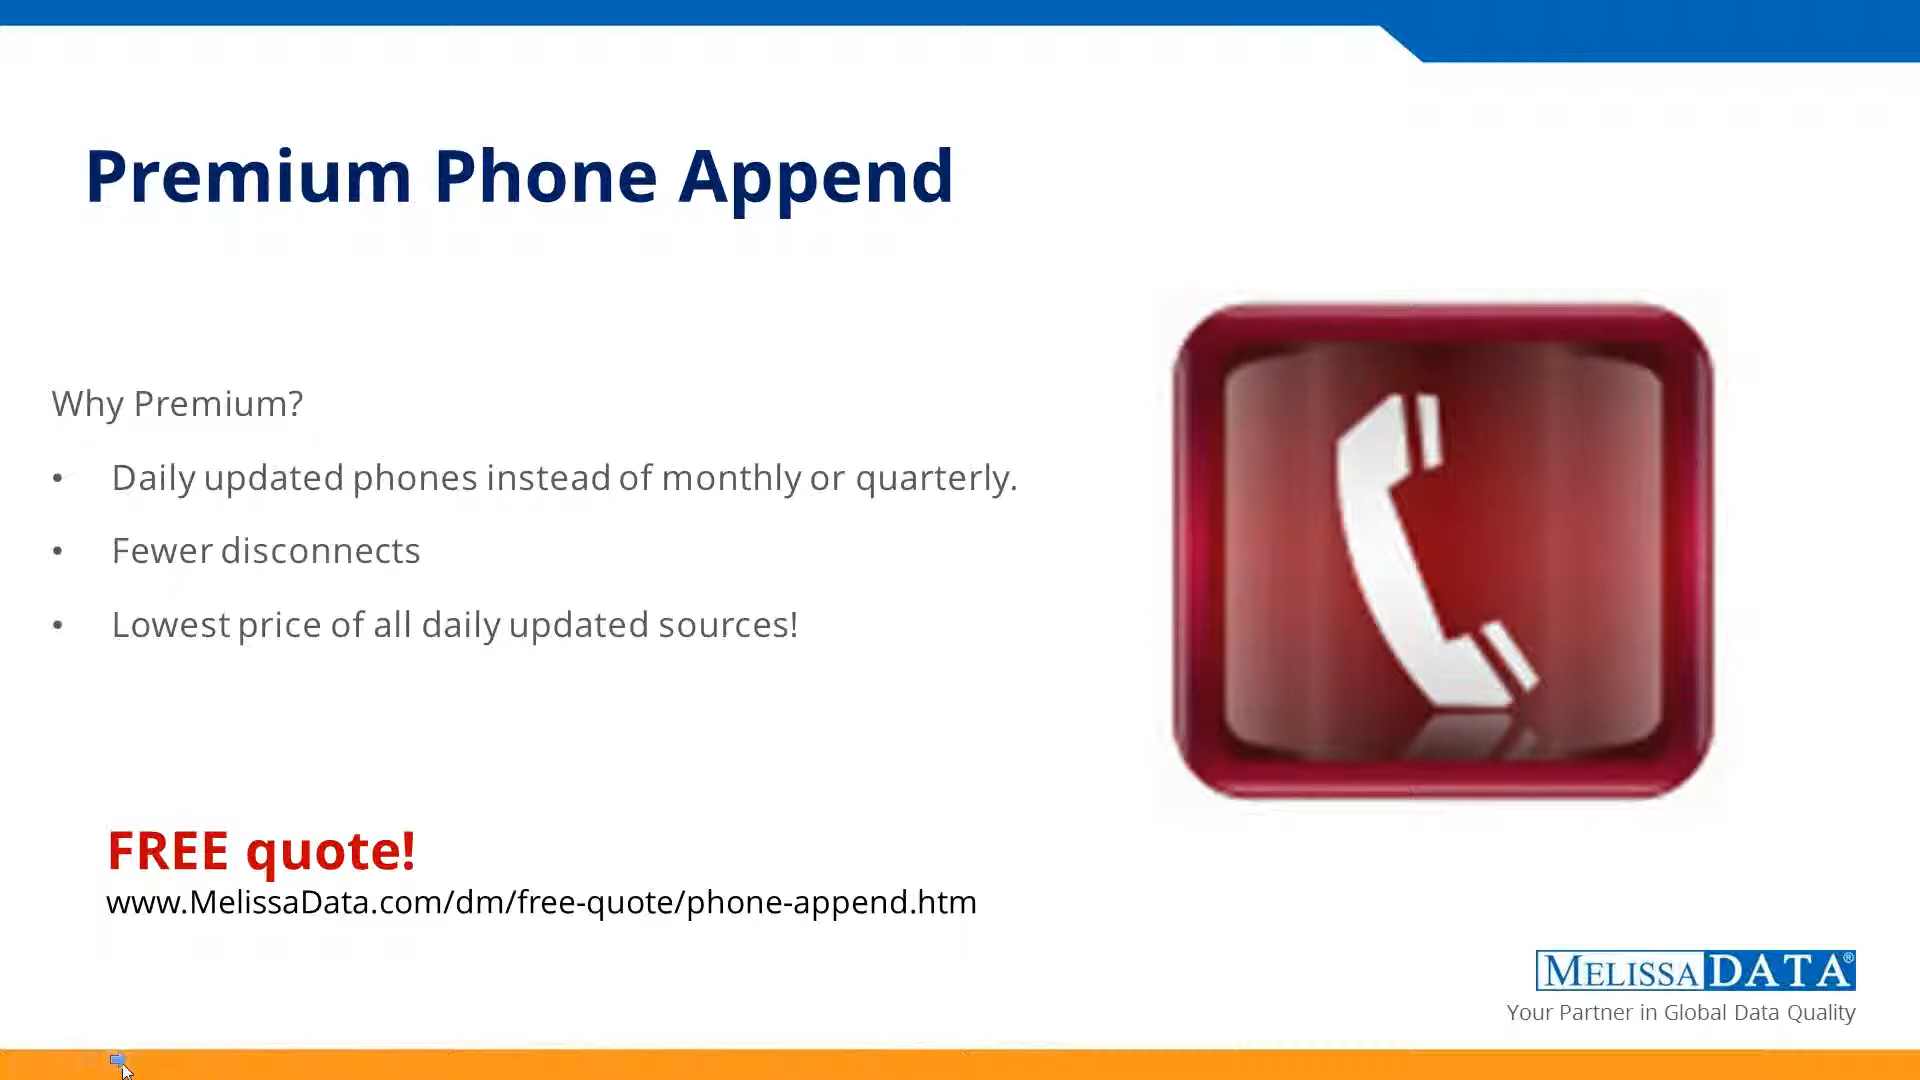 Premium Phone Append
Why Premium?
• Daily updated phones instead of monthly or quarterly.
• Fewer disconnects
• Lowest price of all daily updated sources!
FREE quote!
www.MelissaData.com/dm/free-quote/phone-append.htm
MELISSA DATA®
Your Partner in Global Data Quality